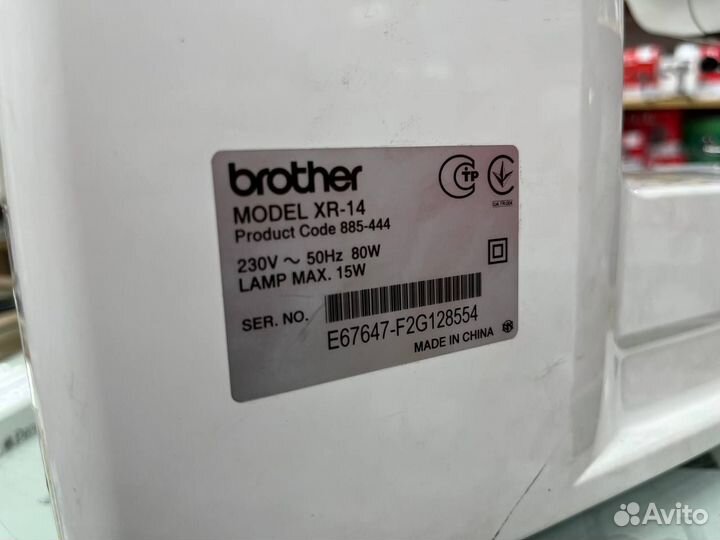 brother
MODEL XR-14
Product Code 885-444
230V ~ 50Hz 80W
LAMP MAX. 15W
SER. NO.
E67647-F2G128554
MADE IN CHINA
Avito